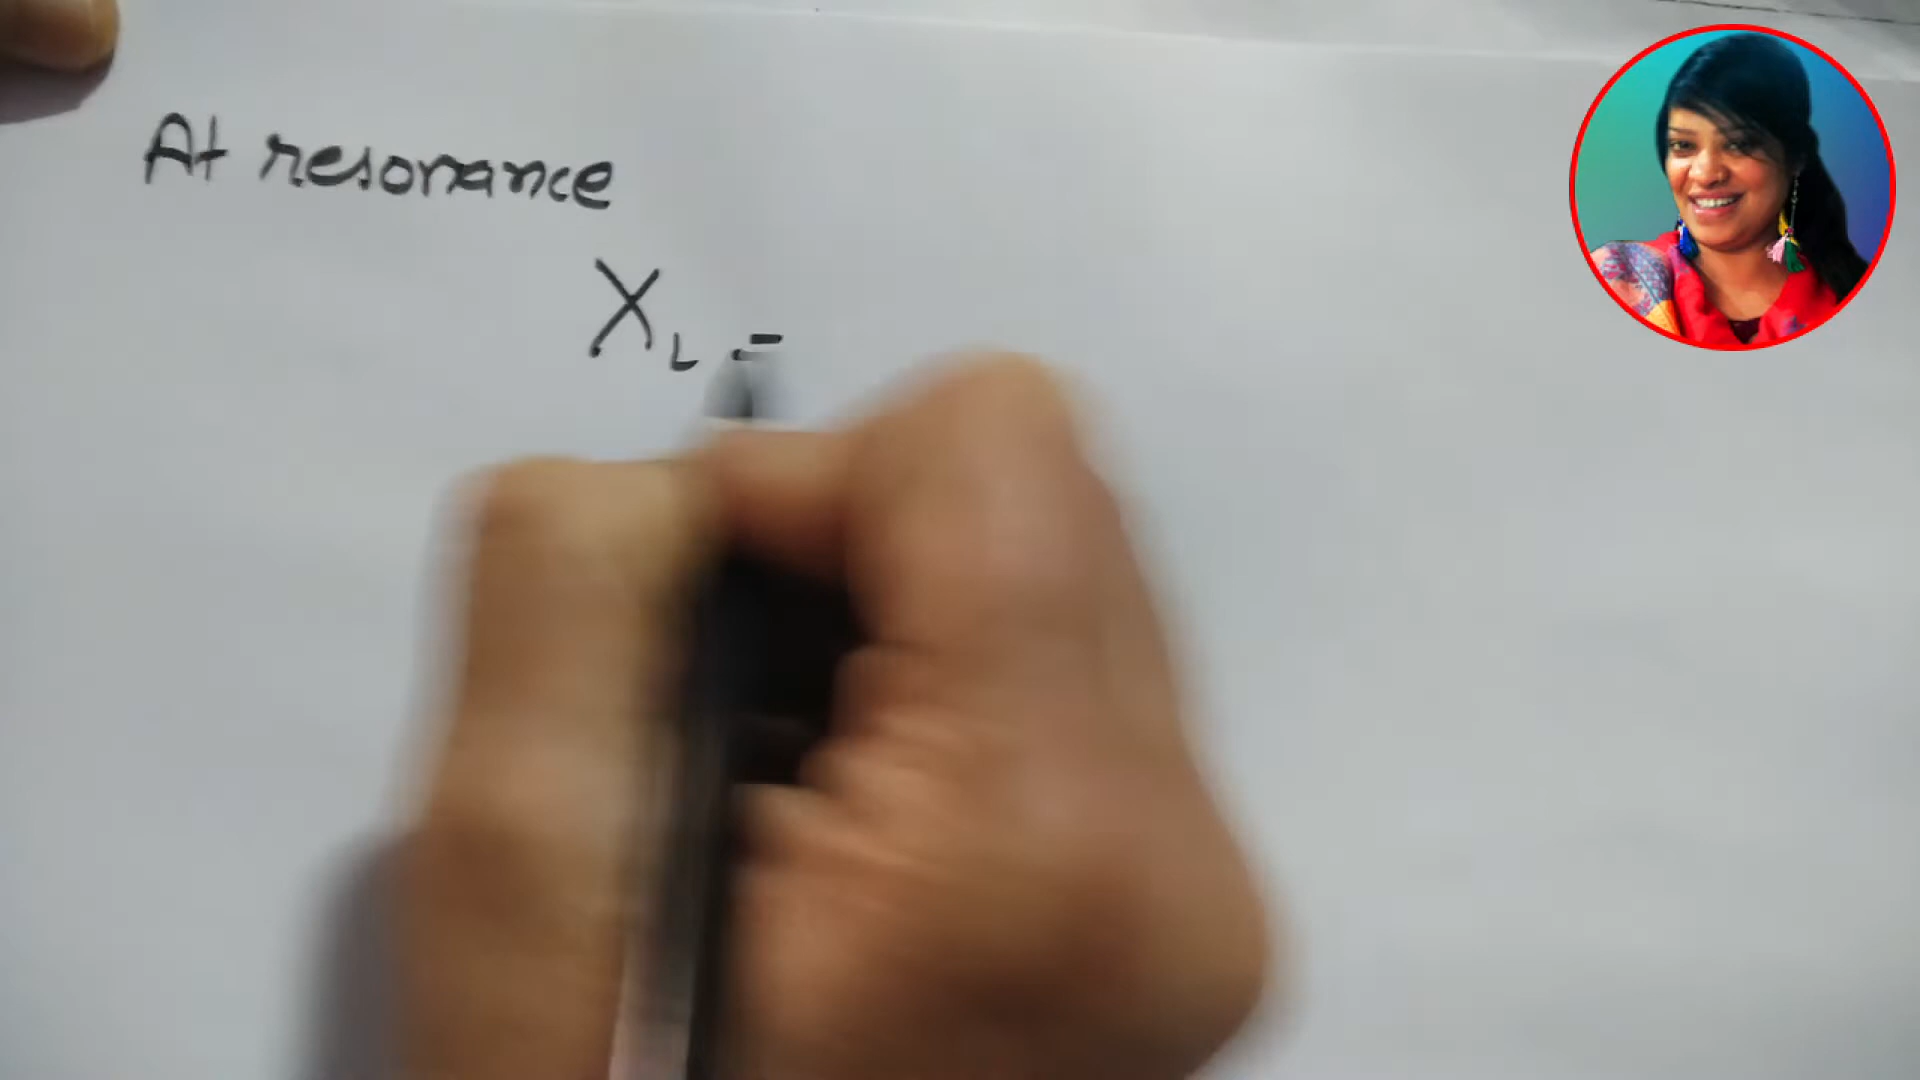 At resonance
X_L =